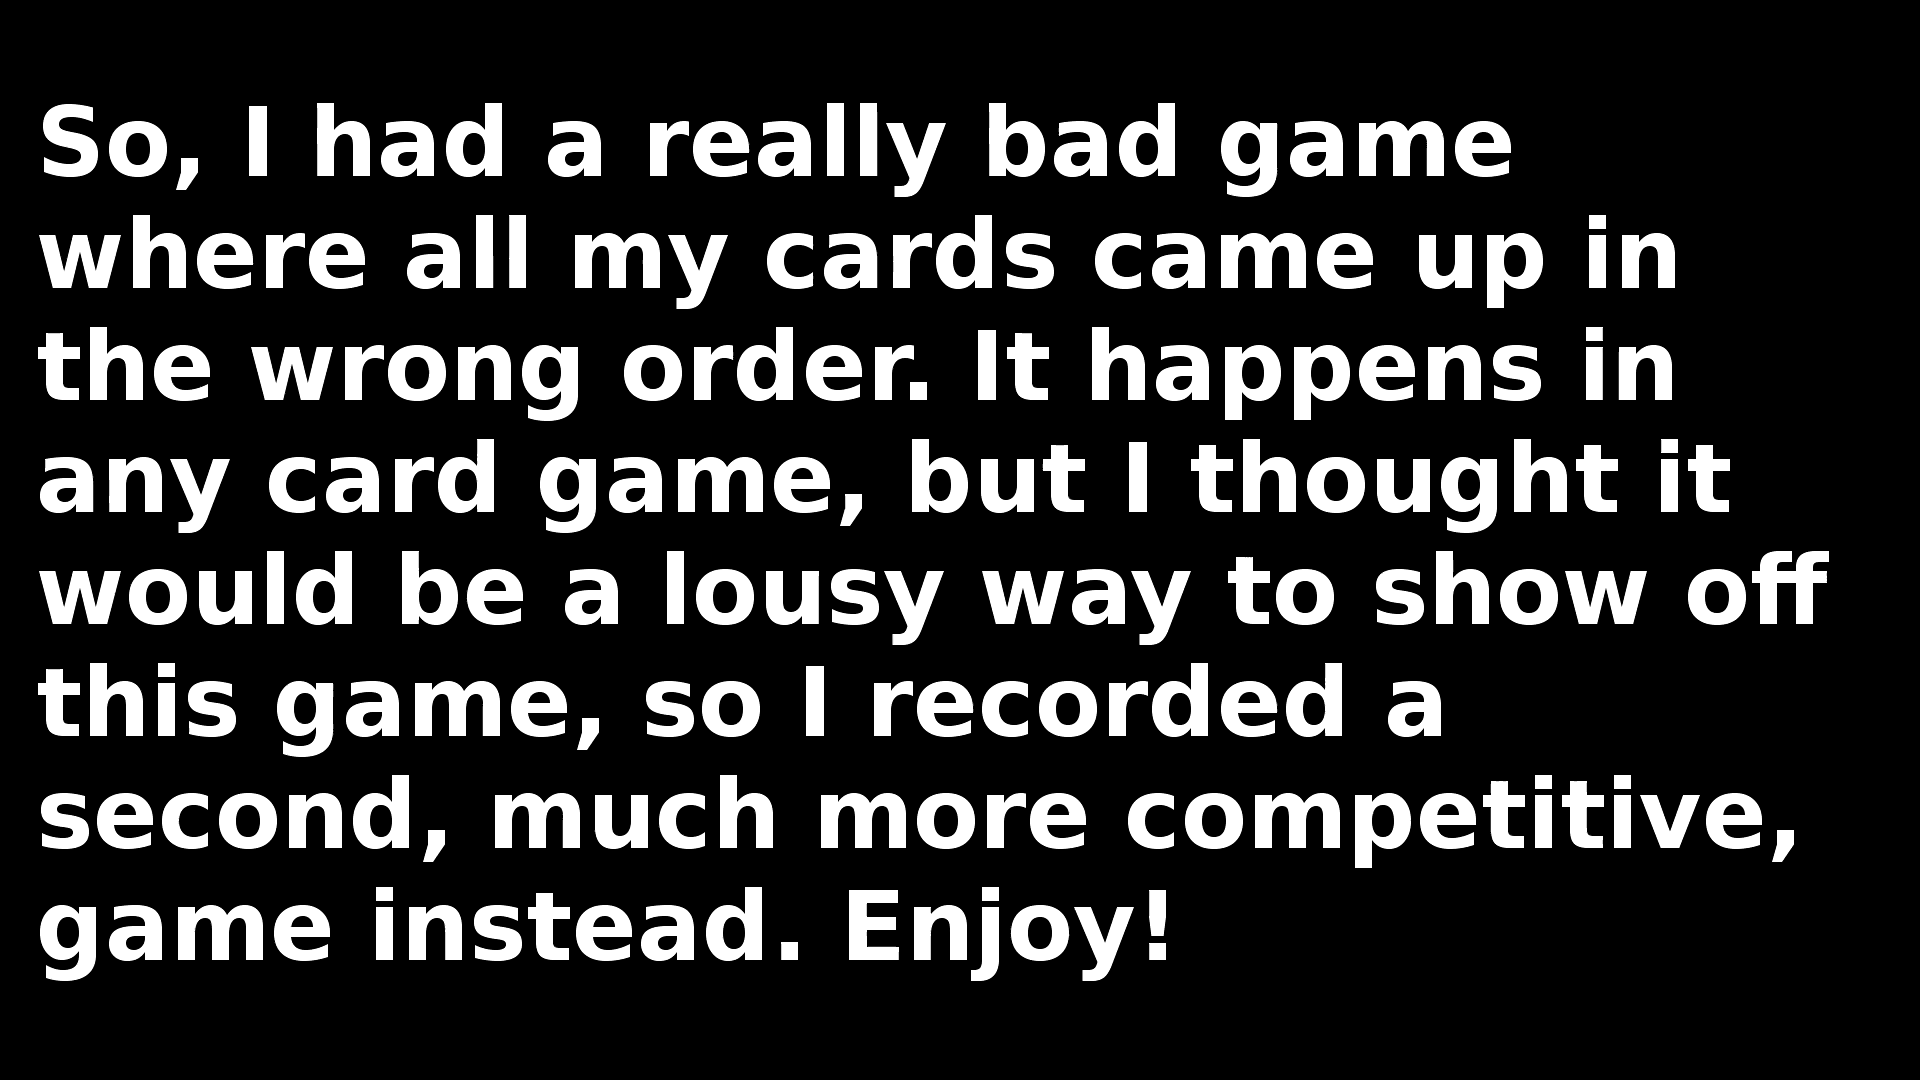 So, I had a really bad game
where all my cards came up in
the wrong order. It happens in
any card game, but I thought it
would be a lousy way to show off
this game, so I recorded a
second, much more competitive,
game instead. Enjoy!